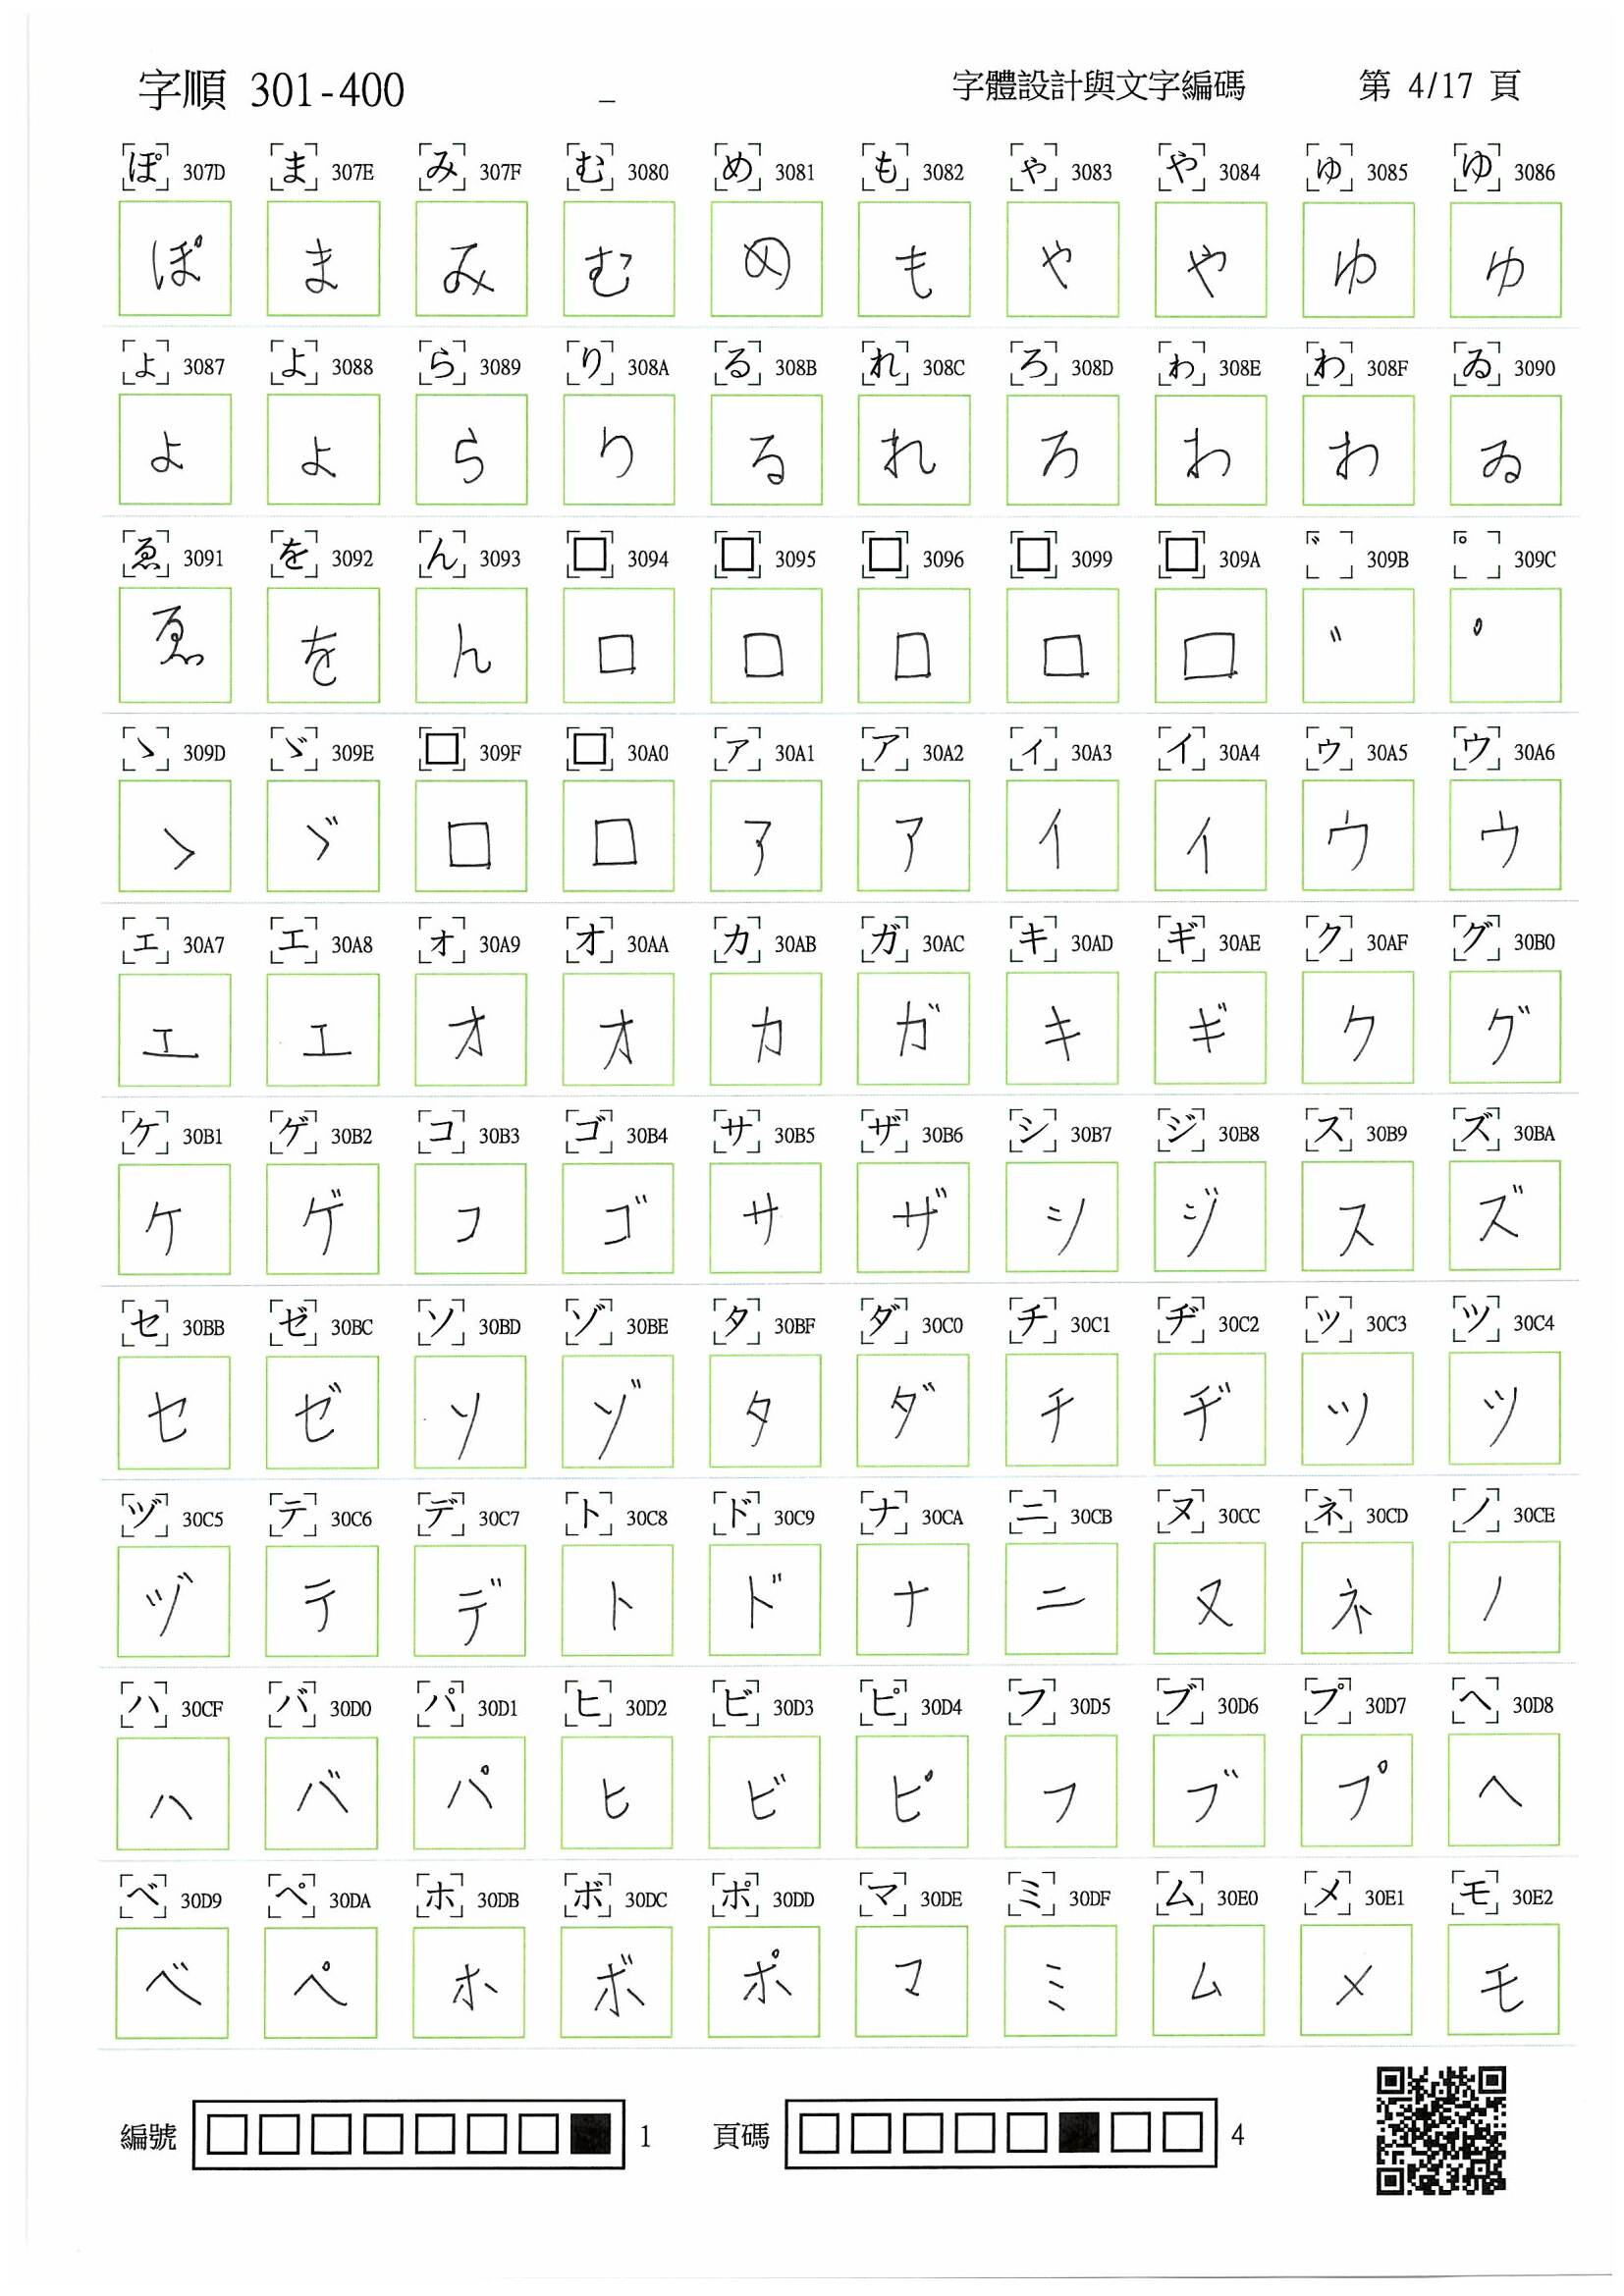 字順 301-400 _ 字體設計與文字編碼 第 4/17 頁
ぽ 307D ま 307E み 307F む 3080 め 3081 も 3082 ゃ 3083 や 3084 ゅ 3085 ゆ 3086
ぽ ま み む め も や や ゆ ゆ
ょ 3087 よ 3088 ら 3089 り 308A る 308B れ 308C ろ 308D ゎ 308E わ 308F ゐ 3090
よ よ ら り る れ ろ わ わ ゐ
ゑ 3091 を 3092 ん 3093 □ 3094 □ 3095 □ 3096 □ 3099 □ 309A ゛ 309B ゜ 309C
ゑ を ん □ □ □ □ □ ゛ ゜
ゝ 309D ゞ 309E □ 309F □ 30A0 ァ 30A1 ア 30A2 ィ 30A3 イ 30A4 ゥ 30A5 ウ 30A6
ゝ ゞ □ □ ア ア イ イ ウ ウ
ェ 30A7 エ 30A8 ォ 30A9 オ 30AA カ 30AB ガ 30AC キ 30AD ギ 30AE ク 30AF グ 30B0
エ エ オ オ カ ガ キ ギ ク グ
ケ 30B1 ゲ 30B2 コ 30B3 ゴ 30B4 サ 30B5 ザ 30B6 シ 30B7 ジ 30B8 ス 30B9 ズ 30BA
ケ ゲ コ ゴ サ ザ シ ジ ス ズ
セ 30BB ゼ 30BC ソ 30BD ゾ 30BE タ 30BF ダ 30C0 チ 30C1 ヂ 30C2 ッ 30C3 ツ 30C4
セ ゼ ソ ゾ タ ダ チ ヂ ツ ツ
ヅ 30C5 テ 30C6 デ 30C7 ト 30C8 ド 30C9 ナ 30CA ニ 30CB ヌ 30CC ネ 30CD ノ 30CE
ヅ テ デ ト ド ナ ニ ヌ ネ ノ
ハ 30CF バ 30D0 パ 30D1 ヒ 30D2 ビ 30D3 ピ 30D4 フ 30D5 ブ 30D6 プ 30D7 ヘ 30D8
ハ バ パ ヒ ビ ピ フ ブ プ ヘ
ベ 30D9 ペ 30DA ホ 30DB ボ 30DC ポ 30DD マ 30DE ミ 30DF ム 30E0 メ 30E1 モ 30E2
ベ ペ ホ ボ ポ マ ミ ム メ モ
編號 □□□□□□□■ 1 頁碼 □□□□□■□□ 4